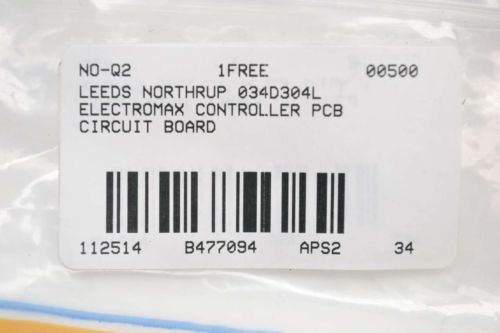 NO-Q2 1FREE 00500
LEEDS NORTHRUP 034D304L
ELECTROMAX CONTROLLER PCB
CIRCUIT BOARD
112514 B477094 APS2 34